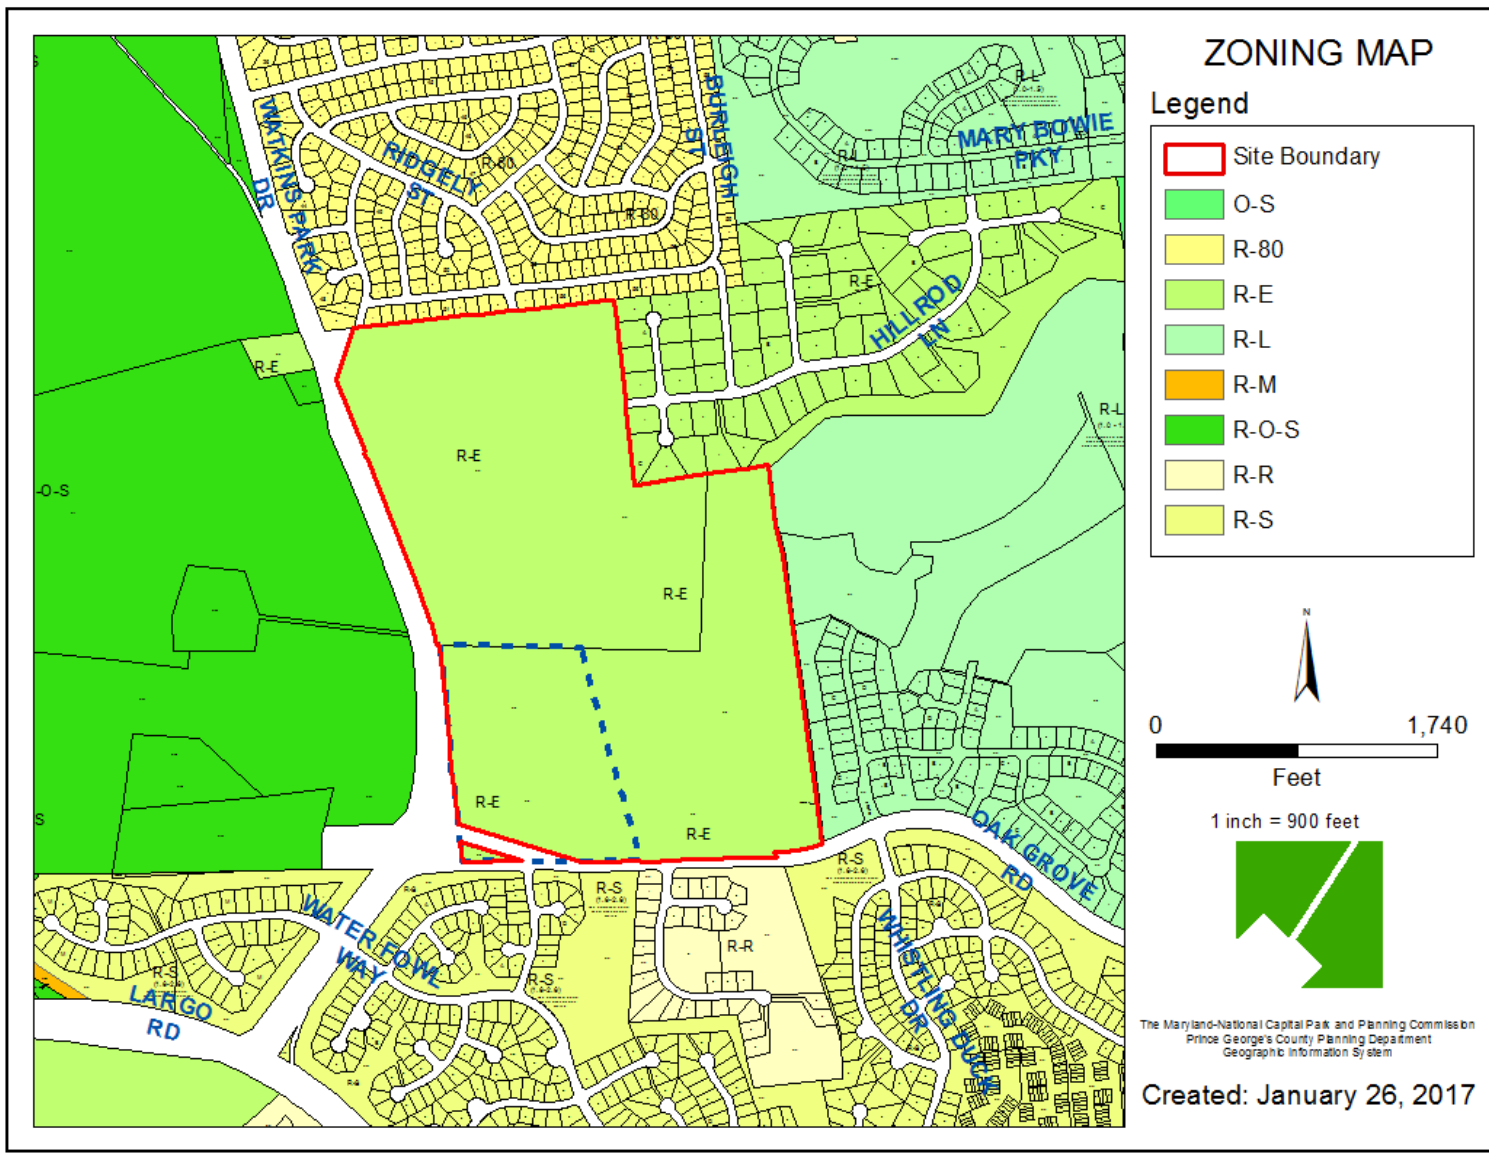 ZONING MAP
Legend
Site Boundary
O-S
R-80
R-E
R-L
R-M
R-O-S
R-R
R-S
N
0 1,740
Feet
1 inch = 900 feet
The Maryland-National Capital Park and Planning Commission
Prince George's County Planning Department
Geographic Information System
Created: January 26, 2017
WATKINS PARK
DR
RIDGELY
ST
BURLEIGH
ST
MARY BOWIE
PKY
HILLROD
LN
OAK GROVE
RD
WATER FOWL
WAY
LARGO
RD
WHISTLING DUCK
DR
R-80
R-80
R-L
R-E
R-E
R-L
-O-S
R-E
R-E
R-E
R-E
S
R-S
R-S
R-R
R-S
R-S